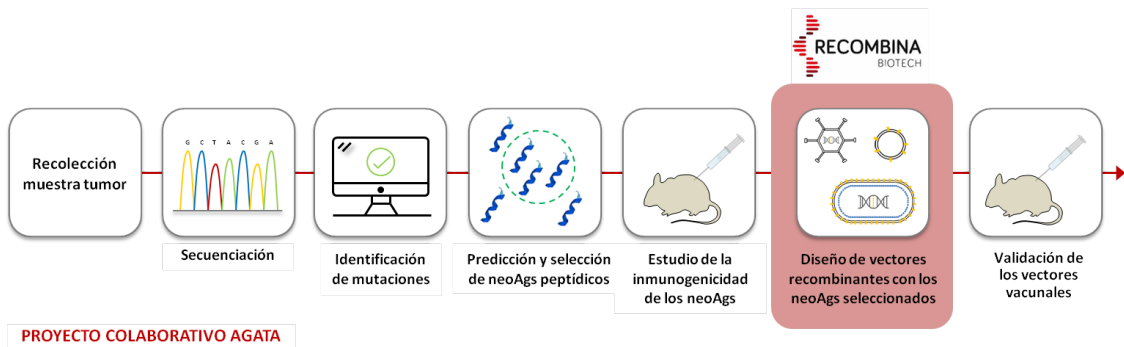 RECOMBINA
BIOTECH
Recolección
muestra tumor
G C T A C G A
Secuenciación
Identificación
de mutaciones
Predicción y selección
de neoAgs peptídicos
Estudio de la
inmunogenicidad
de los neoAgs
Diseño de vectores
recombinantes con los
neoAgs seleccionados
Validación de
los vectores
vacunales
PROYECTO COLABORATIVO AGATA